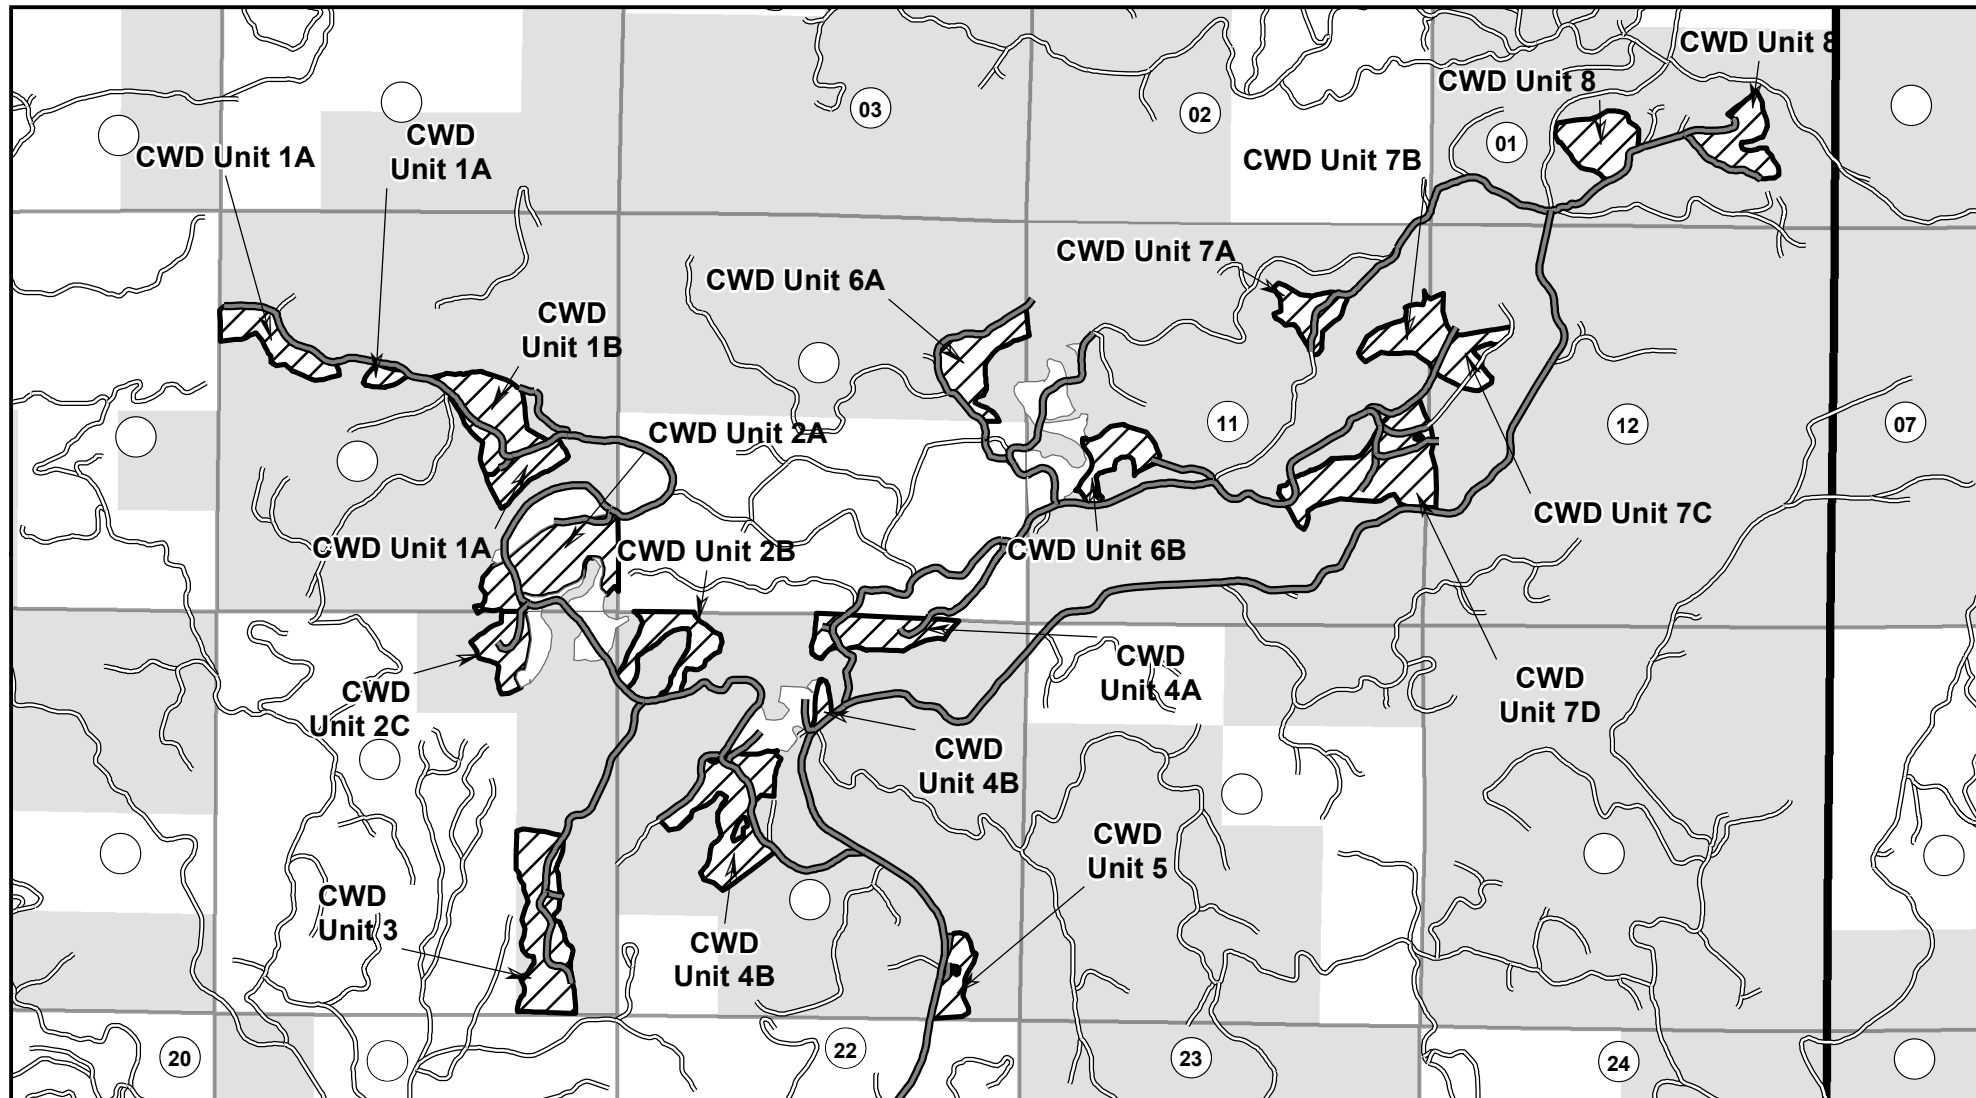 CWD Unit 8
CWD Unit 8
03
02
01
CWD
Unit 1A
CWD Unit 1A
CWD Unit 7B
CWD Unit 7A
CWD Unit 6A
CWD
Unit 1B
11
12
07
CWD Unit 2A
CWD Unit 7C
CWD Unit 1A
CWD Unit 2B
CWD Unit 6B
CWD
Unit 4A
CWD
Unit 7D
CWD
Unit 2C
CWD
Unit 4B
CWD
Unit 5
CWD
Unit 3
CWD
Unit 4B
20
22
23
24